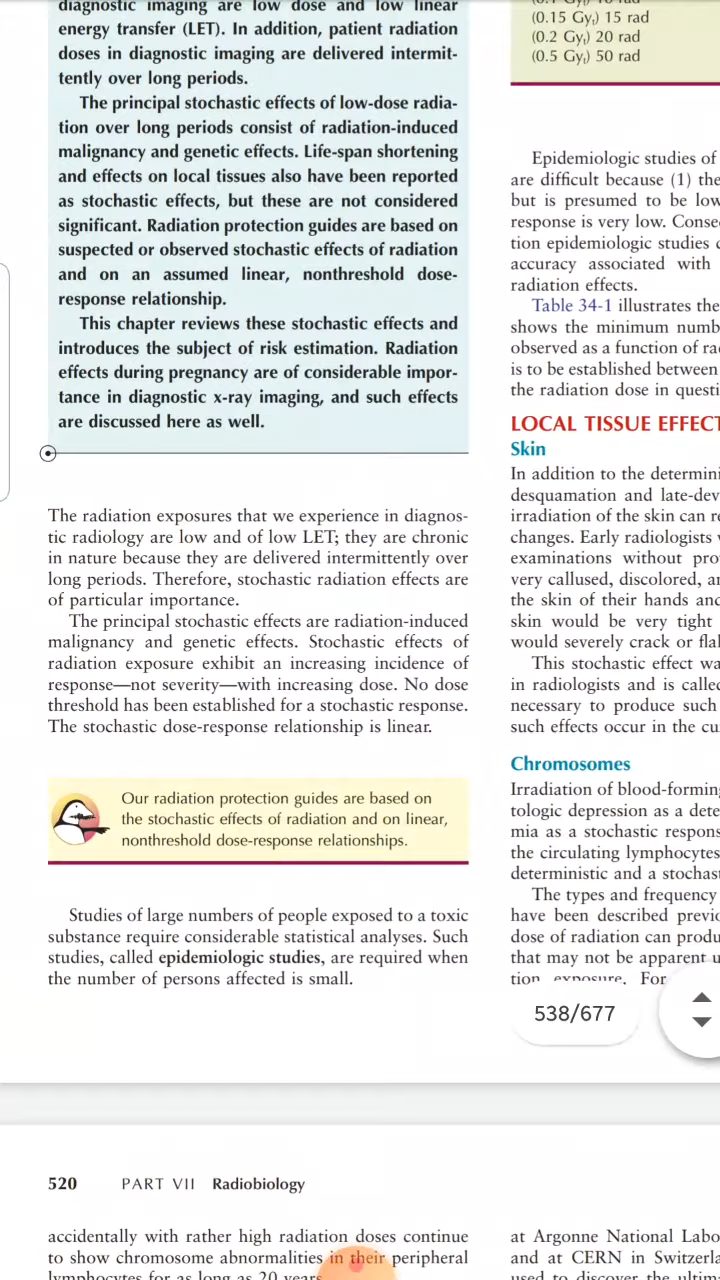 diagnostic imaging are low dose and low linear
energy transfer (LET). In addition, patient radiation
doses in diagnostic imaging are delivered intermit-
tently over long periods.
The principal stochastic effects of low-dose radia-
tion over long periods consist of radiation-induced
malignancy and genetic effects. Life-span shortening
and effects on local tissues also have been reported
as stochastic effects, but these are not considered
significant. Radiation protection guides are based on
suspected or observed stochastic effects of radiation
and on an assumed linear, nonthreshold dose-
response relationship.
This chapter reviews these stochastic effects and
introduces the subject of risk estimation. Radiation
effects during pregnancy are of considerable impor-
tance in diagnostic x-ray imaging, and such effects
are discussed here as well.
The radiation exposures that we experience in diagnos-
tic radiology are low and of low LET; they are chronic
in nature because they are delivered intermittently over
long periods. Therefore, stochastic radiation effects are
of particular importance.
The principal stochastic effects are radiation-induced
malignancy and genetic effects. Stochastic effects of
radiation exposure exhibit an increasing incidence of
response—not severity—with increasing dose. No dose
threshold has been established for a stochastic response.
The stochastic dose-response relationship is linear.
Our radiation protection guides are based on
the stochastic effects of radiation and on linear,
nonthreshold dose-response relationships.
Studies of large numbers of people exposed to a toxic
substance require considerable statistical analyses. Such
studies, called epidemiologic studies, are required when
the number of persons affected is small.
(0.15 Gyt) 15 rad
(0.2 Gyt) 20 rad
(0.5 Gyt) 50 rad
Epidemiologic studies of
are difficult because (1) the
but is presumed to be low
response is very low. Conse
tion epidemiologic studies
accuracy associated with
radiation effects.
Table 34-1 illustrates the
shows the minimum numb
observed as a function of ra
is to be established between
the radiation dose in questi
LOCAL TISSUE EFFECT
Skin
In addition to the determini
desquamation and late-dev
irradiation of the skin can re
changes. Early radiologists
examinations without pro
very callused, discolored, a
the skin of their hands and
skin would be very tight
would severely crack or fla
This stochastic effect wa
in radiologists and is called
necessary to produce such
such effects occur in the cu
Chromosomes
Irradiation of blood-forming
tologic depression as a dete
mia as a stochastic respons
the circulating lymphocytes
deterministic and a stochast
The types and frequency
have been described previo
dose of radiation can produ
that may not be apparent u
tion exposure. For
538/677
520 PART VII Radiobiology
accidentally with rather high radiation doses continue
to show chromosome abnormalities in their peripheral
lymphocytes for as long as 20 years
at Argonne National Labo
and at CERN in Switzerla
used to discover the ultima